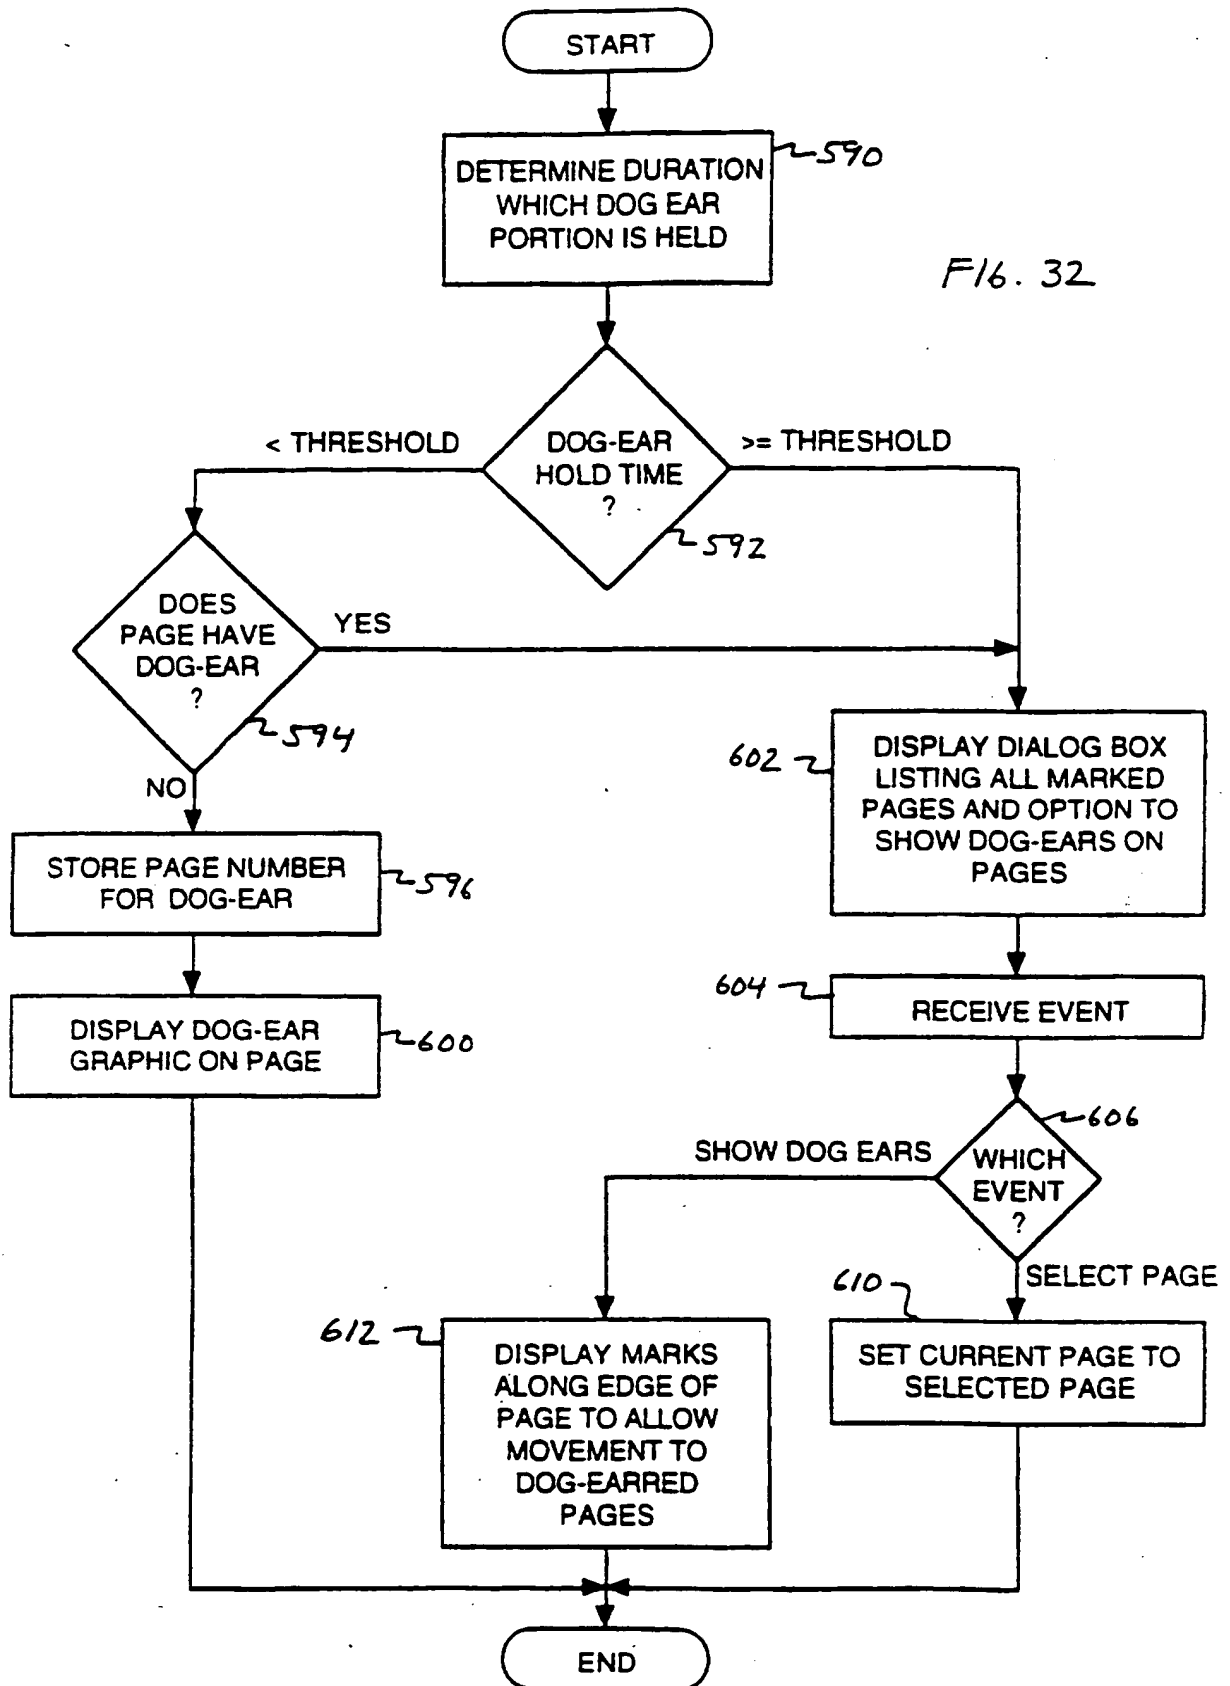 START
DETERMINE DURATION
WHICH DOG EAR
PORTION IS HELD
590
FIG. 32
< THRESHOLD
DOG-EAR
HOLD TIME
?
>= THRESHOLD
592
DOES
PAGE HAVE
DOG-EAR
?
YES
594
NO
602
DISPLAY DIALOG BOX
LISTING ALL MARKED
PAGES AND OPTION TO
SHOW DOG-EARS ON
PAGES
STORE PAGE NUMBER
FOR DOG-EAR
596
604
RECEIVE EVENT
DISPLAY DOG-EAR
GRAPHIC ON PAGE
600
606
SHOW DOG EARS
WHICH
EVENT
?
SELECT PAGE
610
612
DISPLAY MARKS
ALONG EDGE OF
PAGE TO ALLOW
MOVEMENT TO
DOG-EARRED
PAGES
SET CURRENT PAGE TO
SELECTED PAGE
END